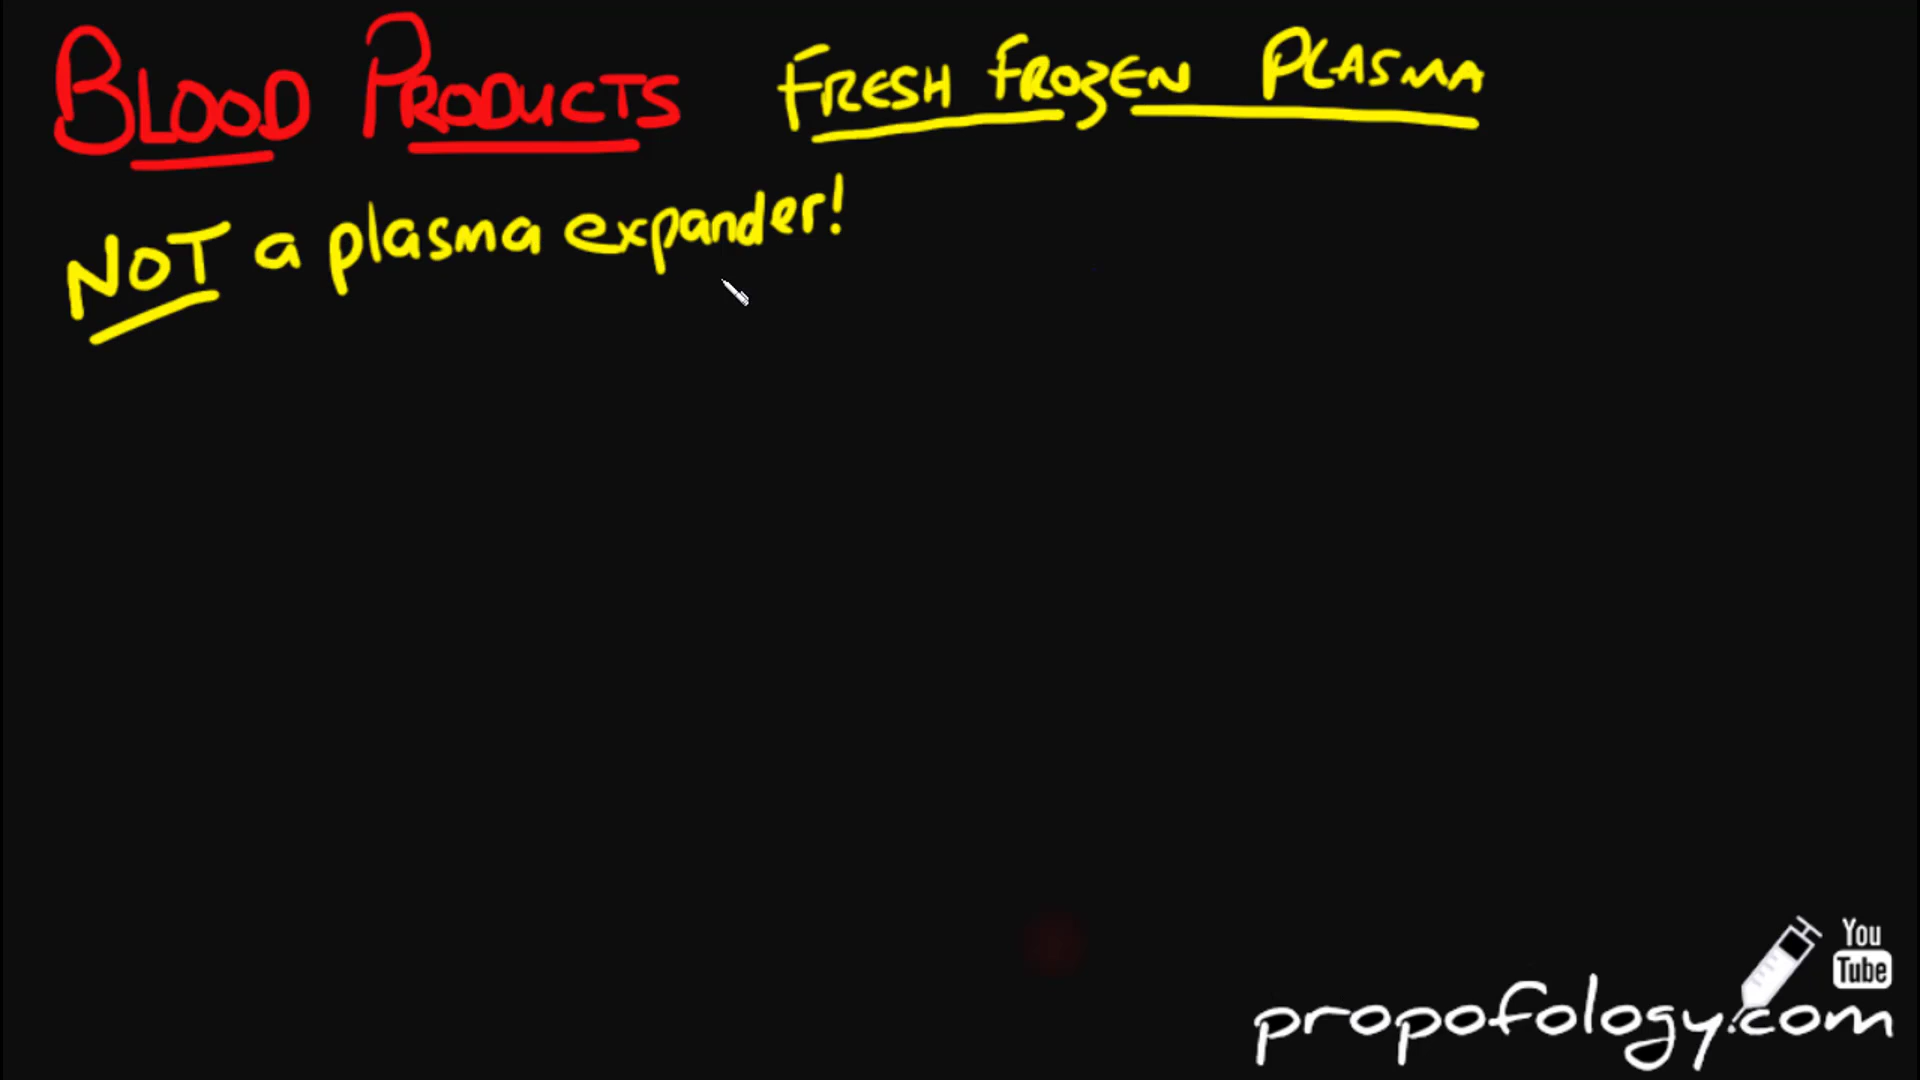 BLOOD PRODUCTS FRESH FROZEN PLASMA
NOT a plasma expander!
You
Tube
propofology.com